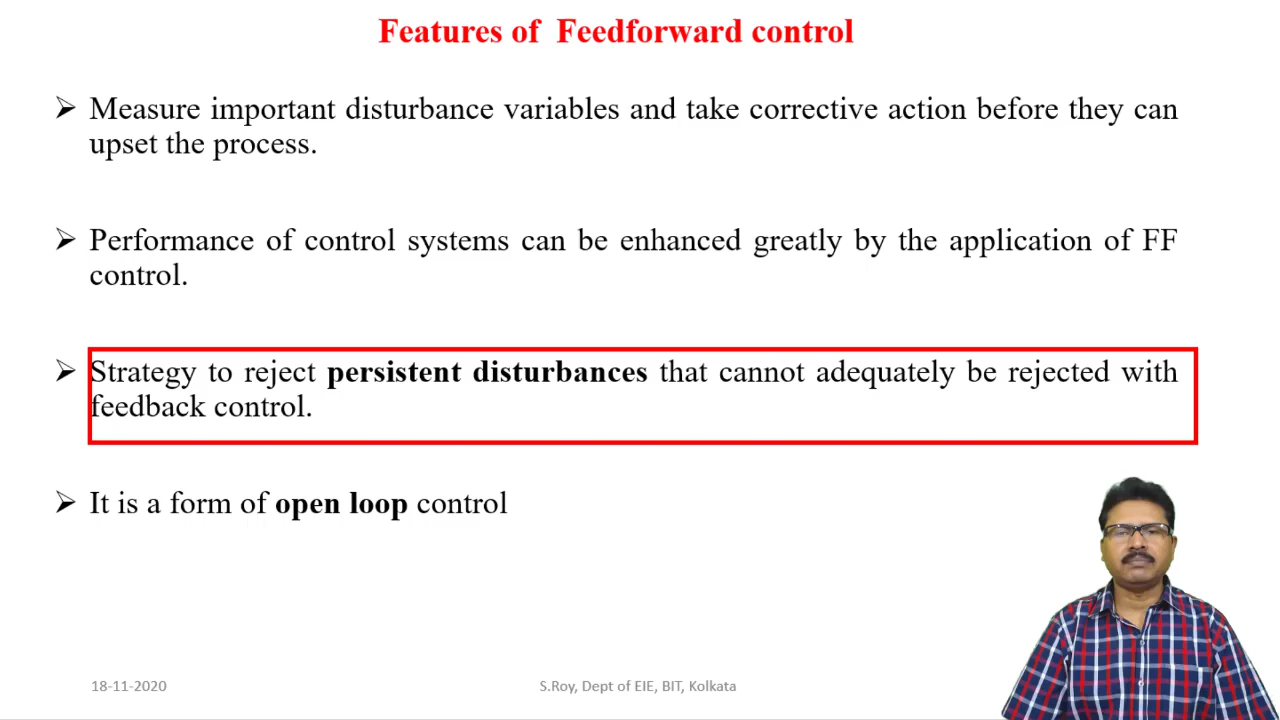 Features of Feedforward control
➢ Measure important disturbance variables and take corrective action before they can
upset the process.
➢ Performance of control systems can be enhanced greatly by the application of FF
control.
➢ Strategy to reject persistent disturbances that cannot adequately be rejected with
feedback control.
➢ It is a form of open loop control
18-11-2020
S.Roy, Dept of EIE, BIT, Kolkata